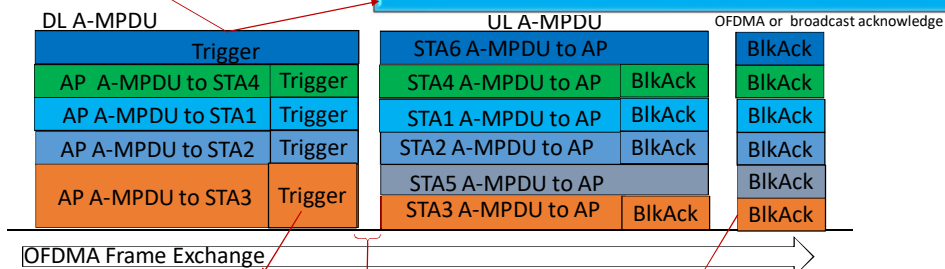 DL A-MPDU UL A-MPDU OFDMA or broadcast acknowledge
Trigger STA6 A-MPDU to AP BlkAck
AP A-MPDU to STA4 Trigger STA4 A-MPDU to AP BlkAck BlkAck
AP A-MPDU to STA1 Trigger STA1 A-MPDU to AP BlkAck BlkAck
AP A-MPDU to STA2 Trigger STA2 A-MPDU to AP BlkAck BlkAck
STA5 A-MPDU to AP BlkAck
AP A-MPDU to STA3 Trigger STA3 A-MPDU to AP BlkAck BlkAck
OFDMA Frame Exchange